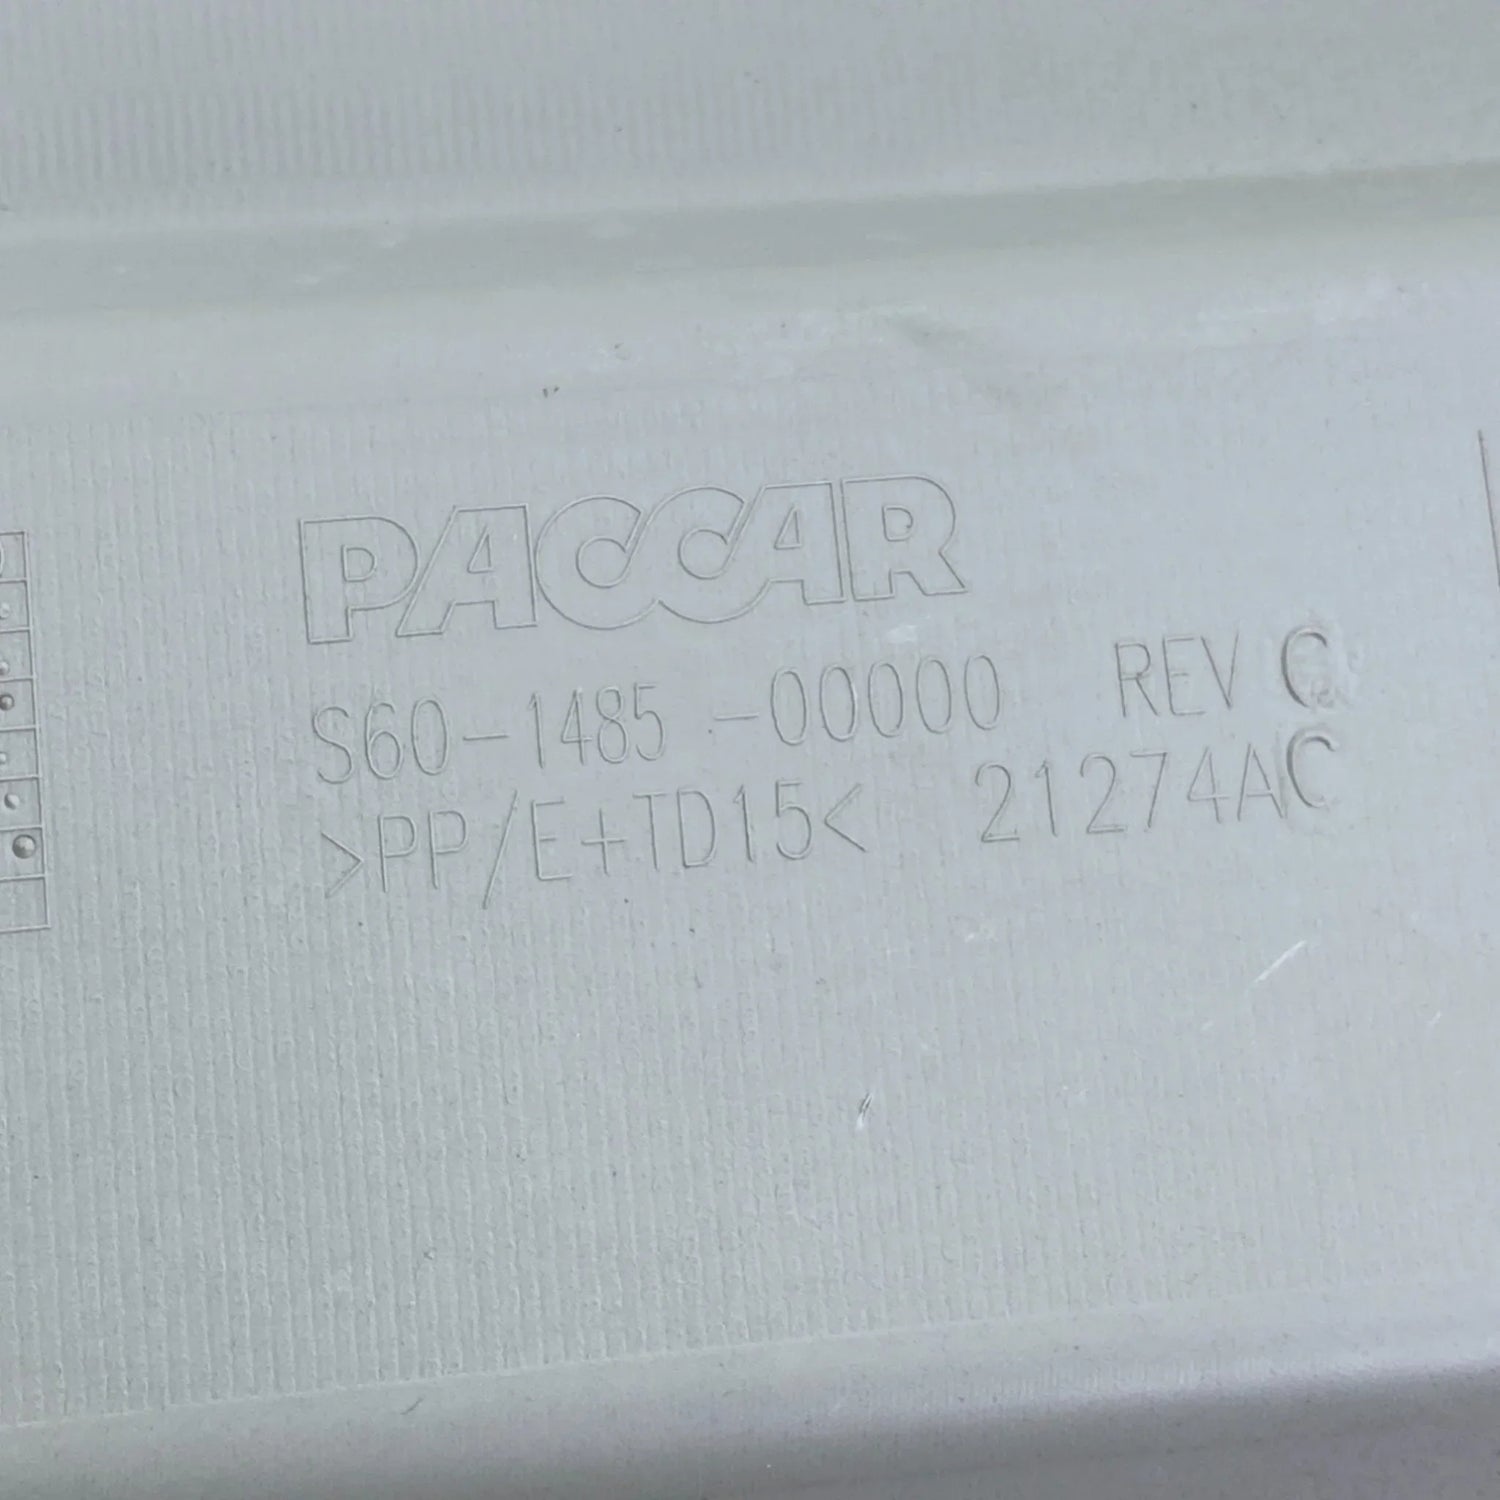 PACCAR
S60-1485-00000 REV C
>PP/E+TD15< 21274AC